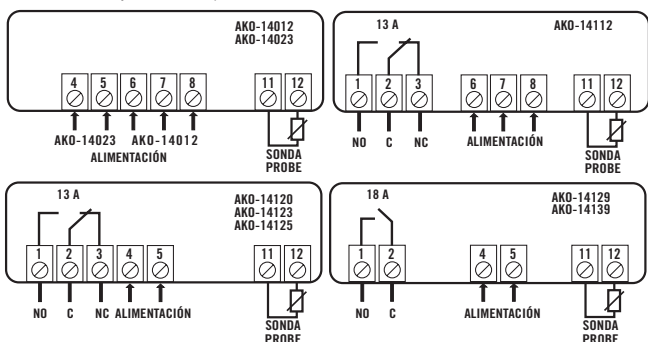 AKO-14012
AKO-14023
4 5 6 7 8 11 12
AKO-14023 AKO-14012
ALIMENTACIÓN
SONDA
PROBE
13 A
AKO-14112
1 2 3 6 7 8 11 12
NO C NC ALIMENTACIÓN
SONDA
PROBE
13 A
AKO-14120
AKO-14123
AKO-14125
1 2 3 4 5 11 12
NO C NC ALIMENTACIÓN
SONDA
PROBE
18 A
AKO-14129
AKO-14139
1 2 4 5 11 12
NO C ALIMENTACIÓN
SONDA
PROBE